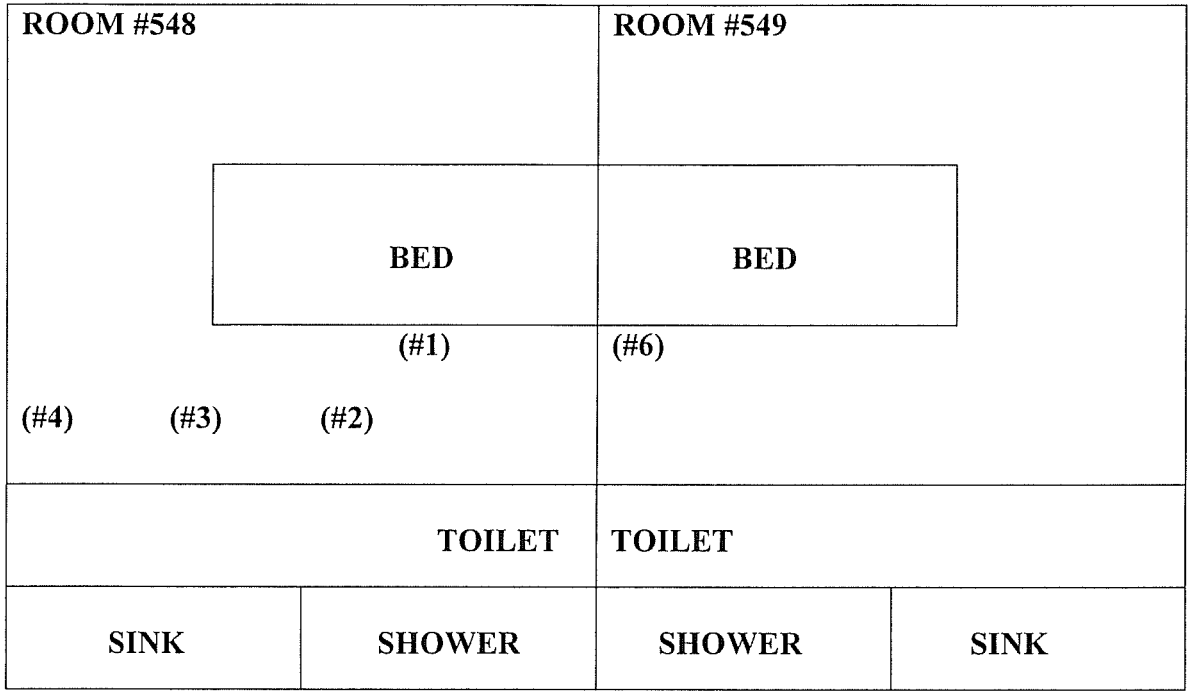 ROOM #548
ROOM #549
BED
BED
(#1)
(#6)
(#4) (#3) (#2)
TOILET
TOILET
SINK
SHOWER
SHOWER
SINK